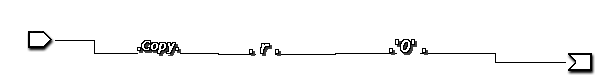 .Copy. . r . .'0' .